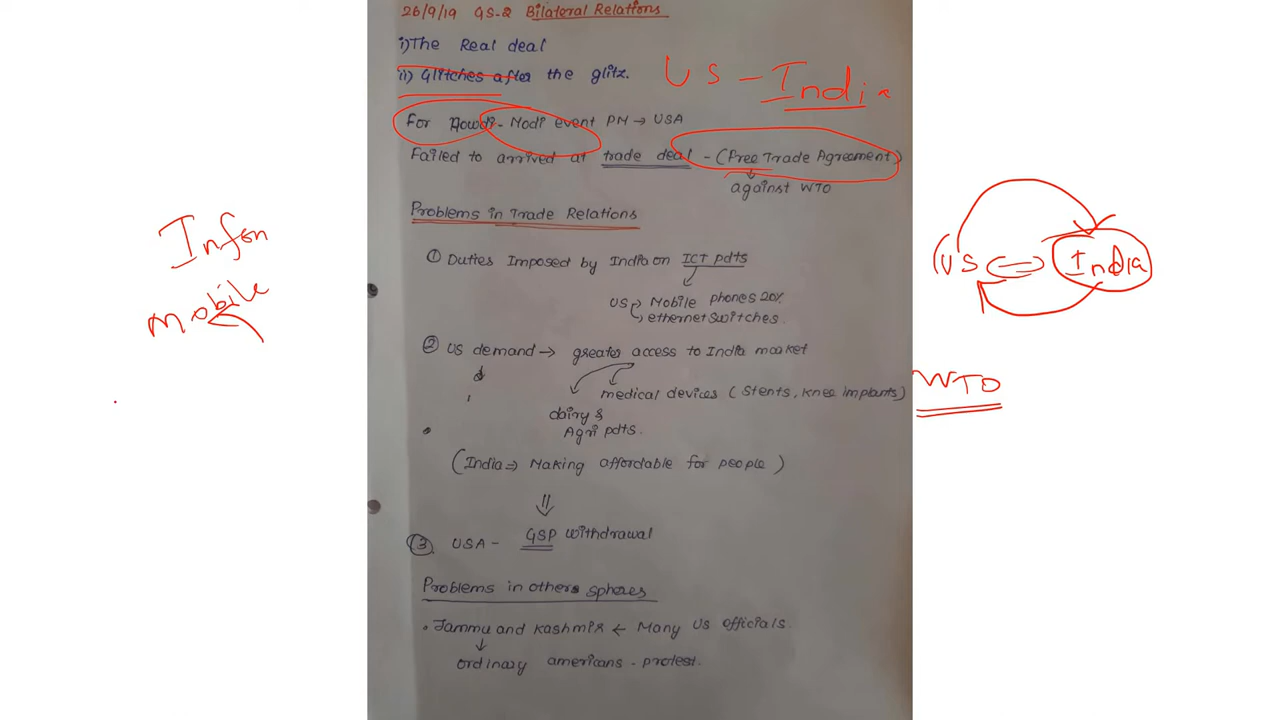 26/9/19 GS-2 Bilateral Relations
i) The Real deal
ii) Glitches after the glitz.
US - India
For Howdi - Modi event PM → USA
Failed to arrived at trade deal - (Free Trade Agreement)
against WTO
Problems in Trade Relations
Infon
mobile
US India
① Duties Imposed by India on ICT pdts
US Mobile phones 20%
ethernet switches.
② US demand → greater access to India market
WTO
medical devices (Stents, knee implants)
dairy &
Agri pdts.
(India ⇒ Making affordable for people)
③ USA - GSP withdrawal
Problems in others spheres
• Jammu and Kashmir ← Many US officials.
ordinary americans - protest.